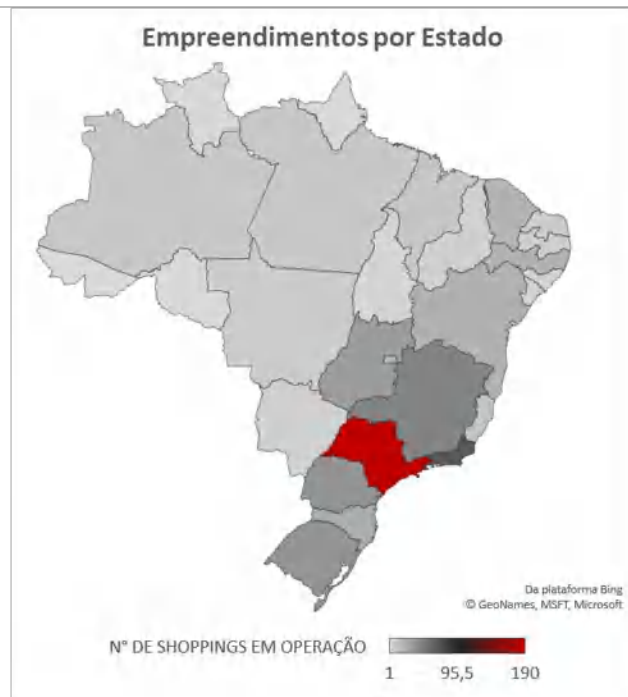 Empreendimentos por Estado
Da plataforma Bing
© GeoNames, MSFT, Microsoft
N° DE SHOPPINGS EM OPERAÇÃO
1 95,5 190